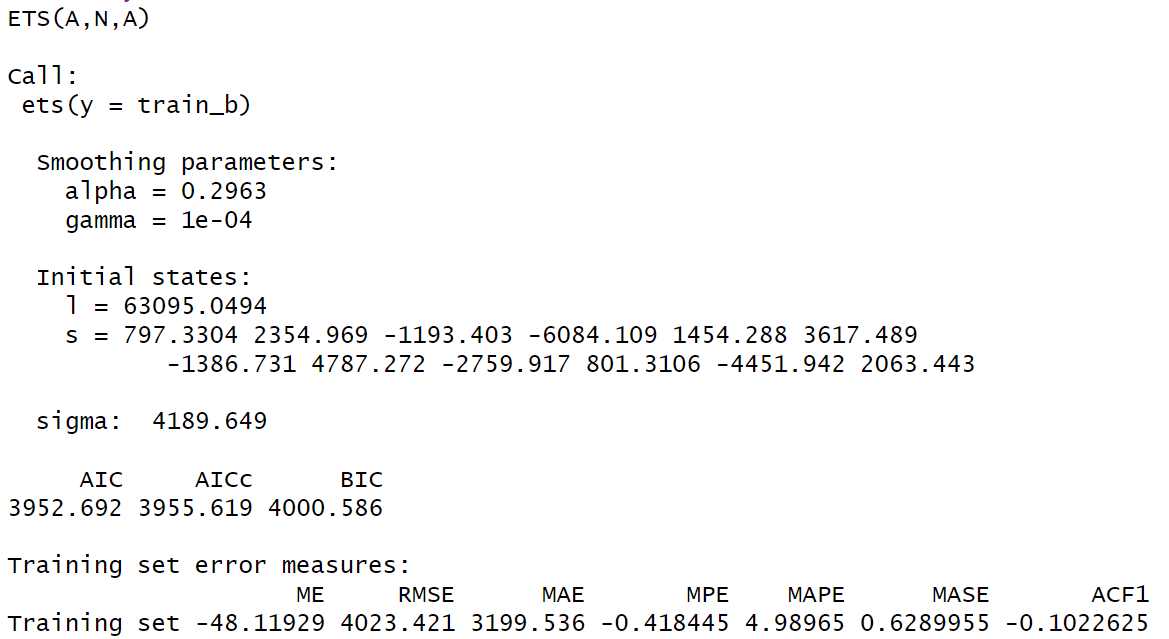 ETS(A,N,A)
Call:
ets(y = train_b)
Smoothing parameters:
alpha = 0.2963
gamma = 1e-04
Initial states:
l = 63095.0494
s = 797.3304 2354.969 -1193.403 -6084.109 1454.288 3617.489
-1386.731 4787.272 -2759.917 801.3106 -4451.942 2063.443
sigma: 4189.649
AIC AICc BIC
3952.692 3955.619 4000.586
Training set error measures:
ME RMSE MAE MPE MAPE MASE ACF1
Training set -48.11929 4023.421 3199.536 -0.418445 4.98965 0.6289955 -0.1022625